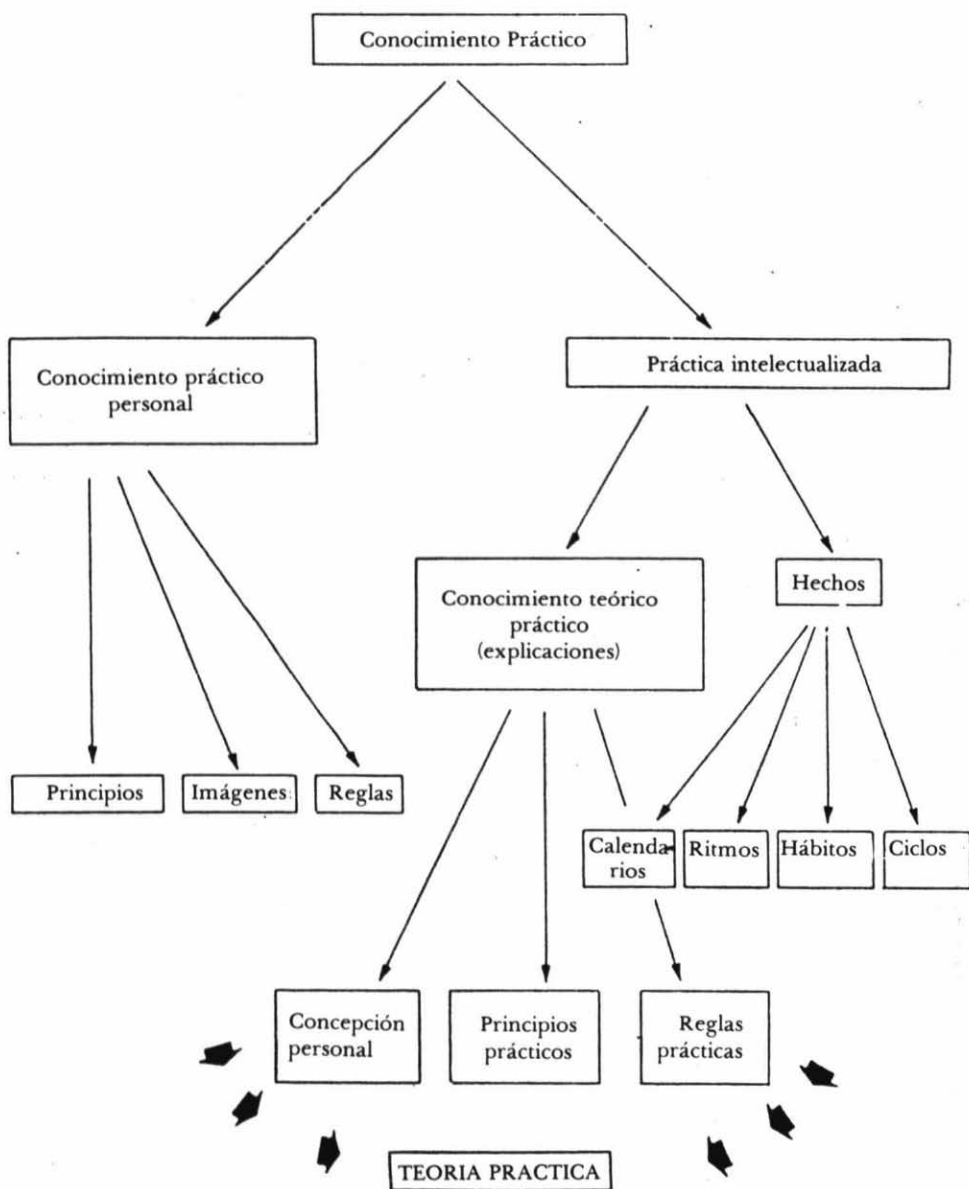 Conocimiento Práctico
Conocimiento práctico
personal
Práctica intelectualizada
Conocimiento teórico
práctico
(explicaciones)
Hechos
Principios
Imágenes
Reglas
Calenda-
rios
Ritmos
Hábitos
Ciclos
Concepción
personal
Principios
prácticos
Reglas
prácticas
TEORIA PRACTICA